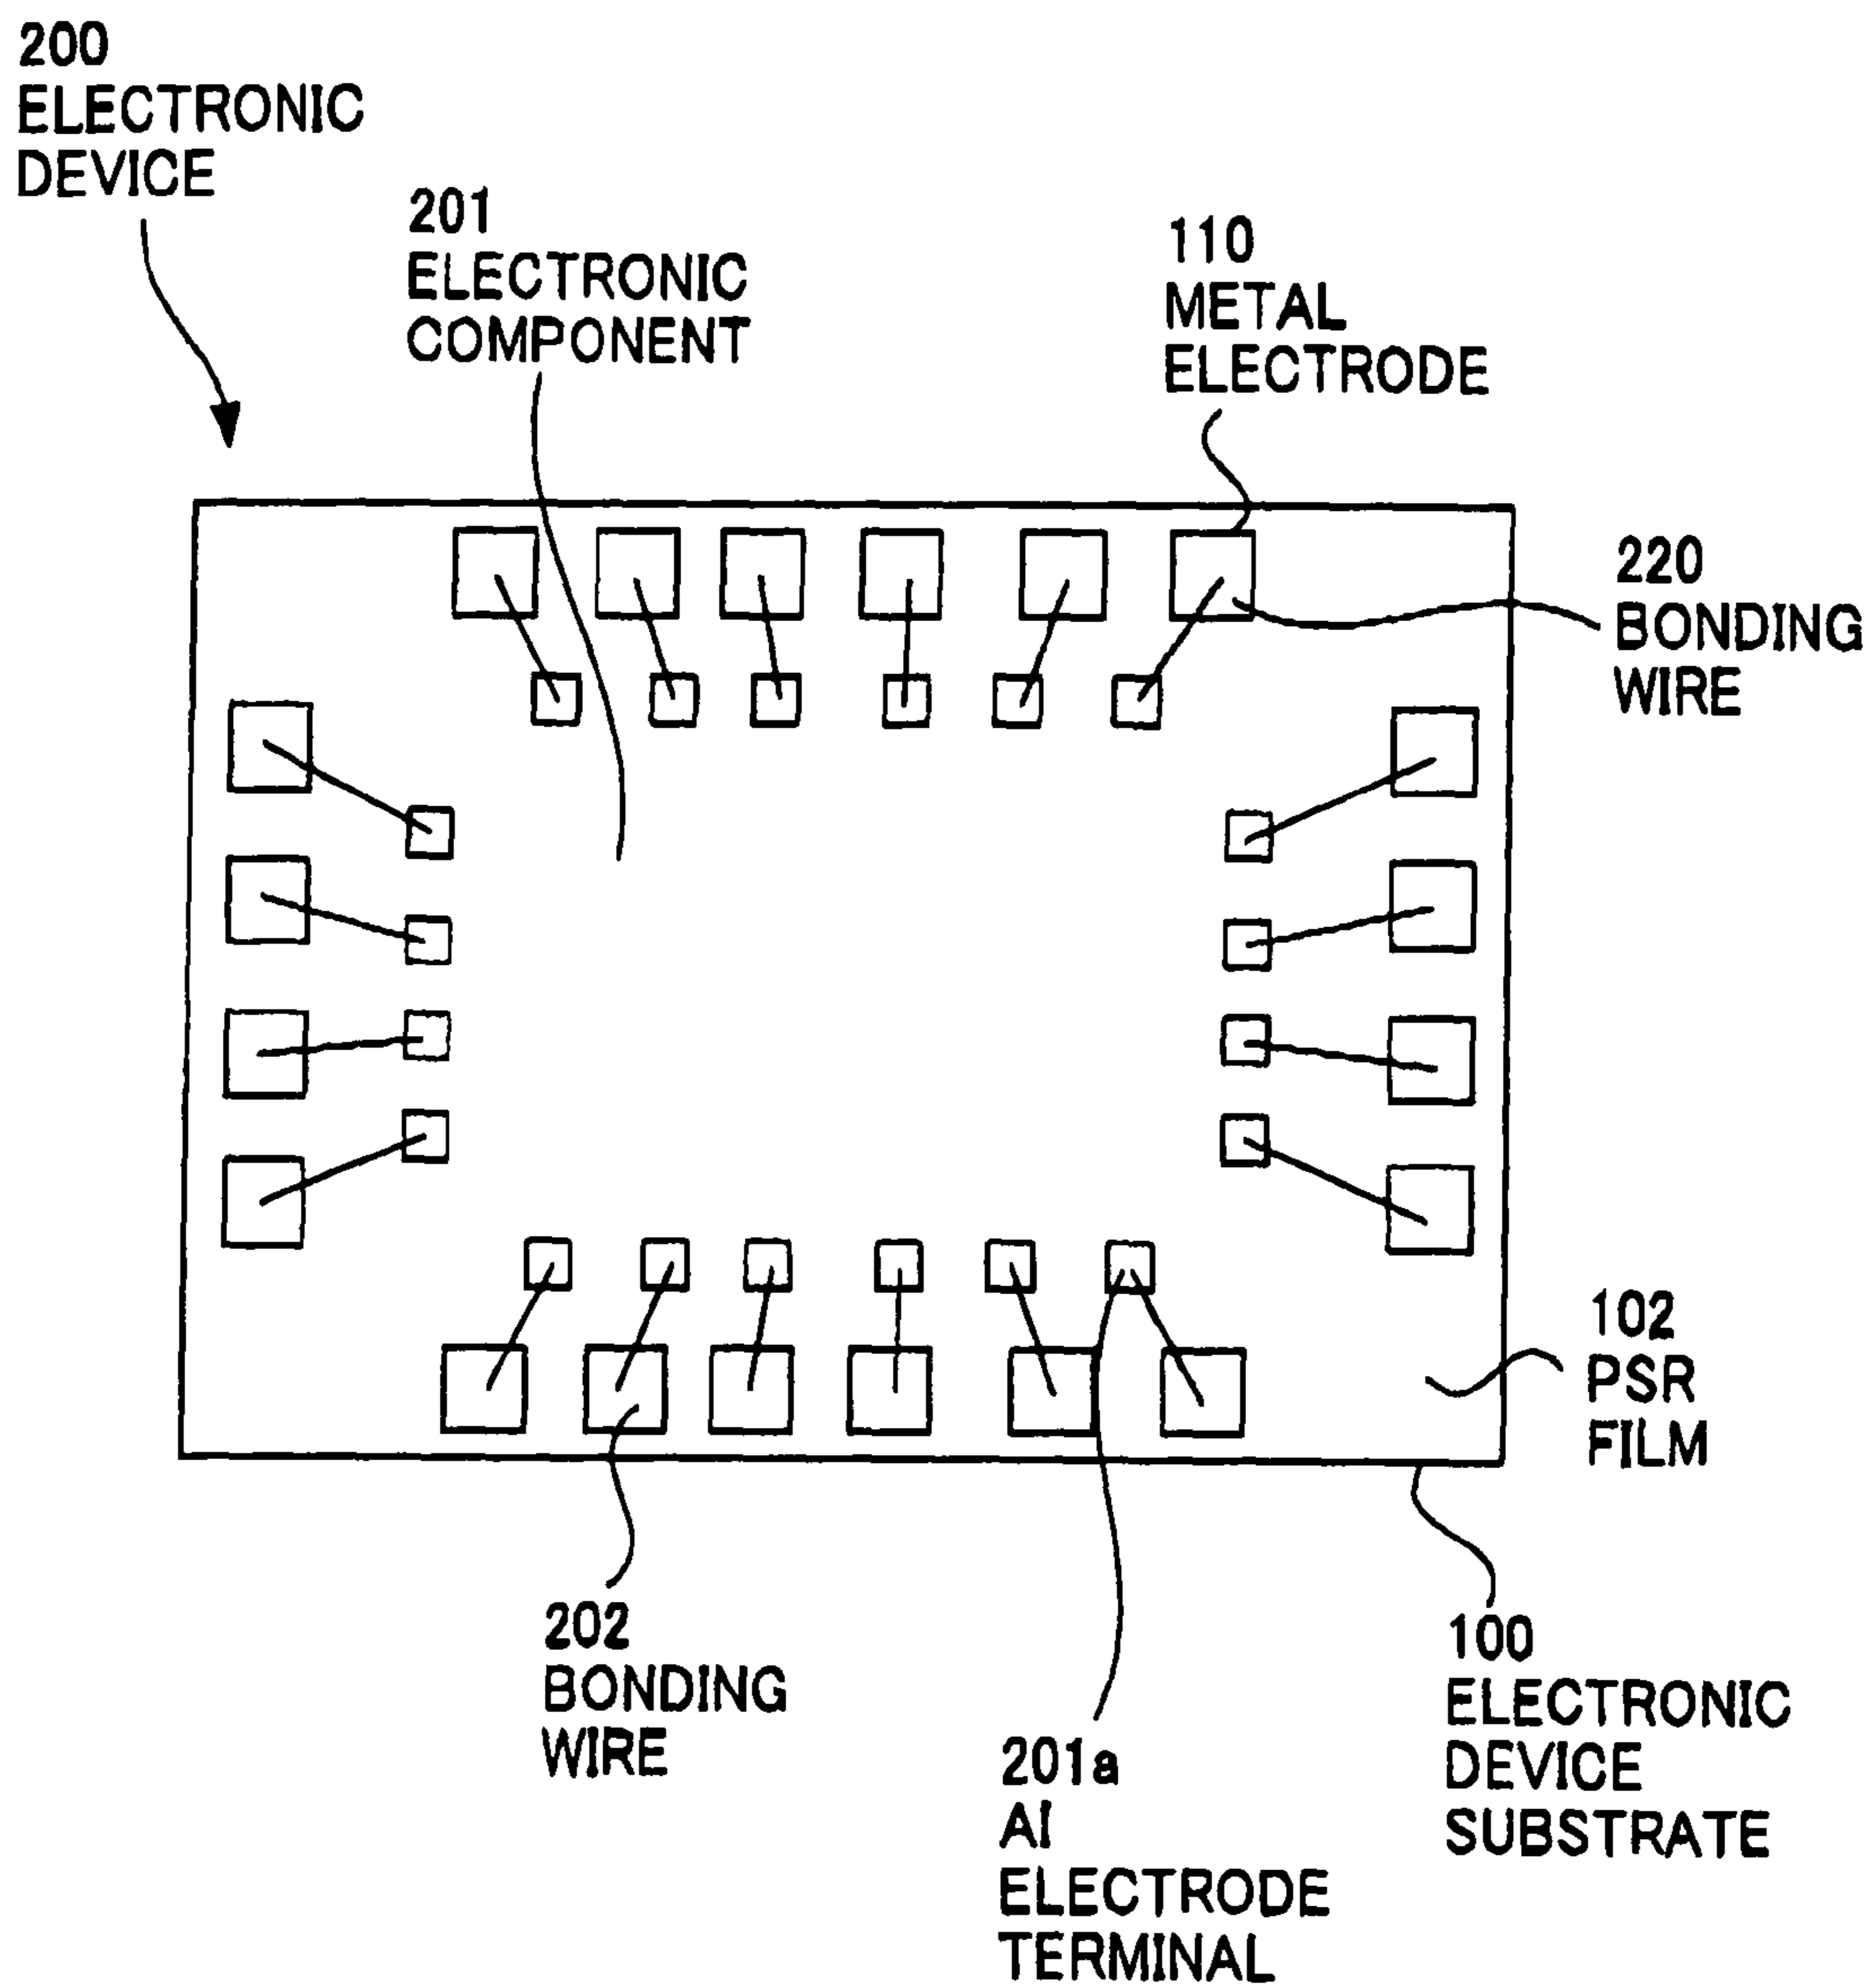 200
ELECTRONIC
DEVICE
201
ELECTRONIC
COMPONENT
110
METAL
ELECTRODE
220
BONDING
WIRE
102
PSR
FILM
202
BONDING
WIRE
100
ELECTRONIC
DEVICE
SUBSTRATE
201a
Al
ELECTRODE
TERMINAL